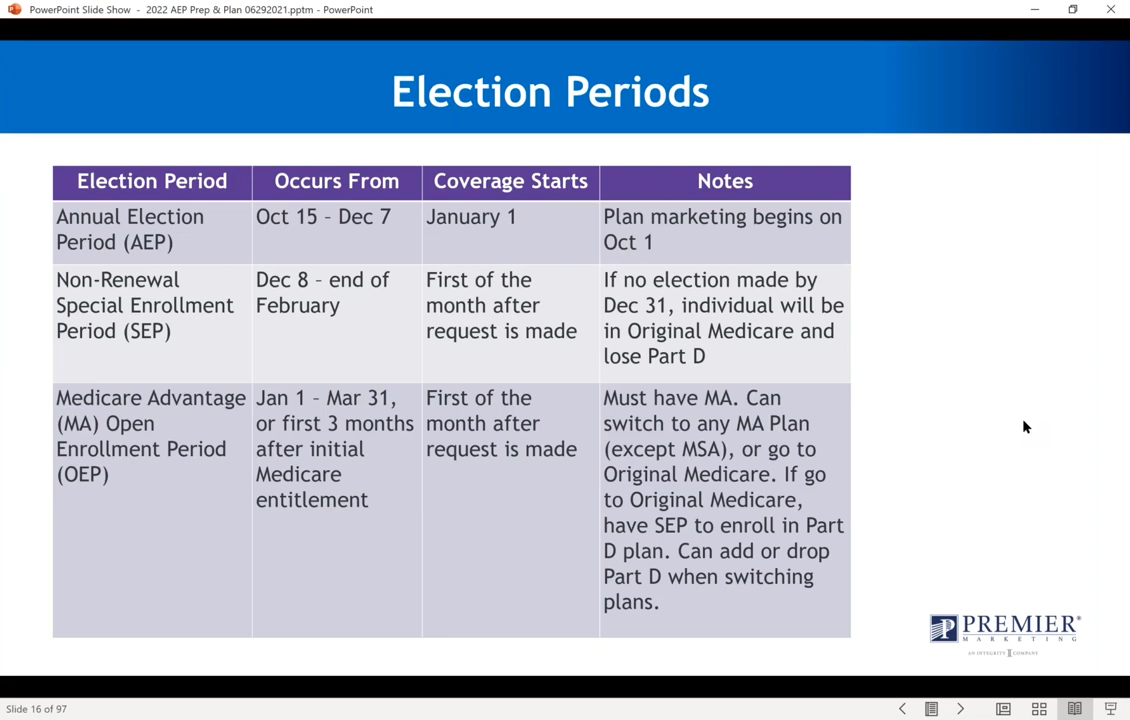 PowerPoint Slide Show - 2022 AEP Prep & Plan 06292021.pptm - PowerPoint
Election Periods
Election Period
Occurs From
Coverage Starts
Notes
Annual Election
Period (AEP)
Oct 15 – Dec 7
January 1
Plan marketing begins on
Oct 1
Non-Renewal
Special Enrollment
Period (SEP)
Dec 8 – end of
February
First of the
month after
request is made
If no election made by
Dec 31, individual will be
in Original Medicare and
lose Part D
Medicare Advantage
(MA) Open
Enrollment Period
(OEP)
Jan 1 – Mar 31,
or first 3 months
after initial
Medicare
entitlement
First of the
month after
request is made
Must have MA. Can
switch to any MA Plan
(except MSA), or go to
Original Medicare. If go
to Original Medicare,
have SEP to enroll in Part
D plan. Can add or drop
Part D when switching
plans.
PREMIER®
MARKETING
AN INTEGRITY COMPANY
Slide 16 of 97